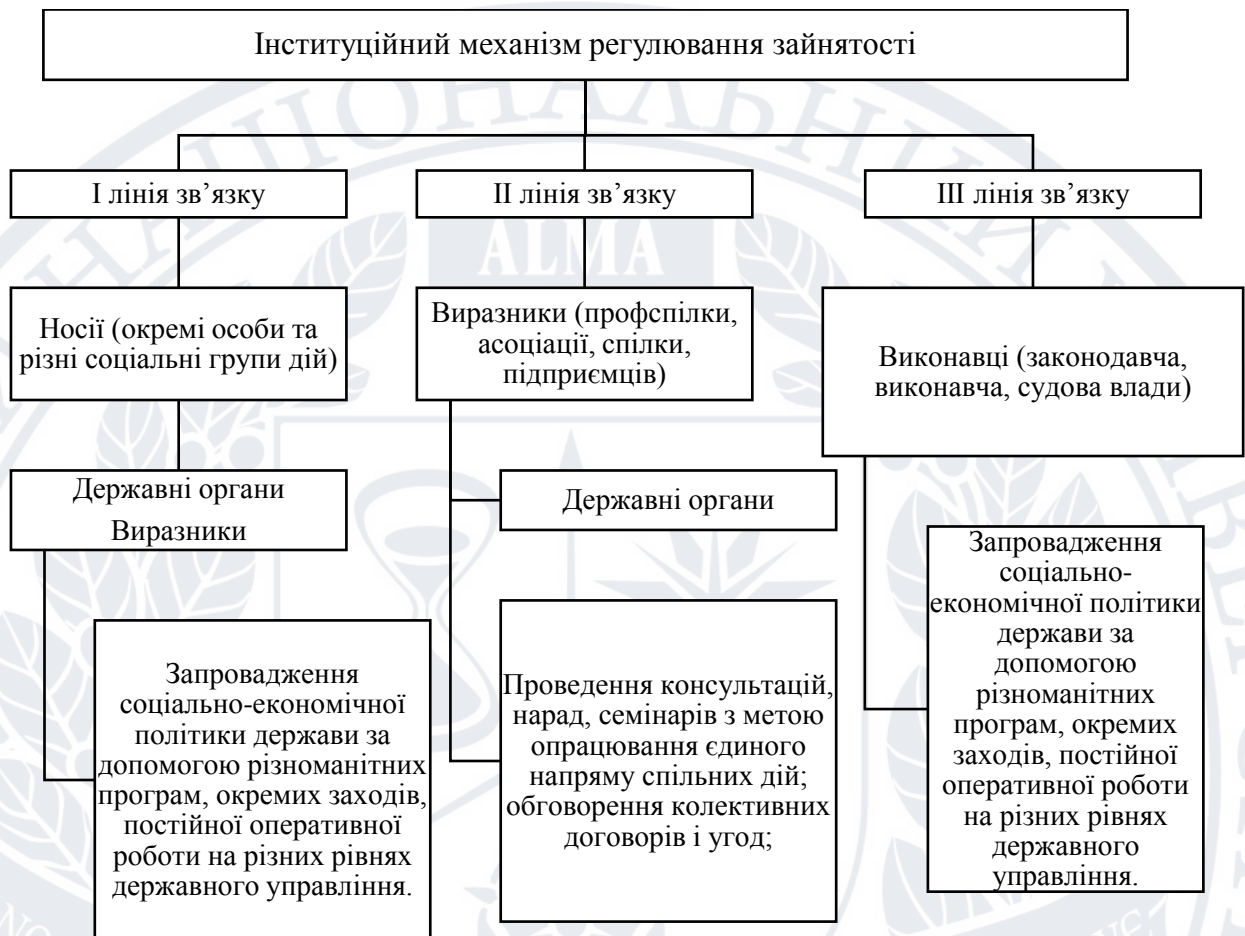 Інституційний механізм регулювання зайнятості
І лінія зв’язку
ІІ лінія зв’язку
ІІІ лінія зв’язку
Носії (окремі особи та
різні соціальні групи дій)
Виразники (профспілки,
асоціації, спілки,
підприємців)
Виконавці (законодавча,
виконавча, судова влади)
Державні органи
Виразники
Державні органи
Запровадження
соціально-економічної
політики держави за
допомогою різноманітних
програм, окремих заходів,
постійної оперативної
роботи на різних рівнях
державного управління.
Проведення консультацій,
нарад, семінарів з метою
опрацювання єдиного
напряму спільних дій;
обговорення колективних
договорів і угод;
Запровадження
соціально-
економічної політики
держави за
допомогою
різноманітних
програм, окремих
заходів, постійної
оперативної роботи
на різних рівнях
державного
управління.
НАЦІОНАЛЬНИЙ
ALMA